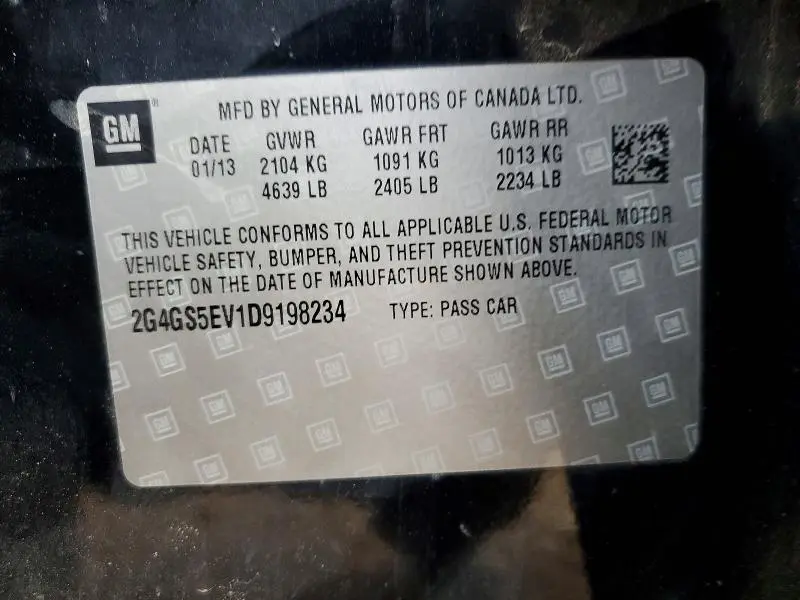 GM®
MFD BY GENERAL MOTORS OF CANADA LTD.
DATE GVWR GAWR FRT GAWR RR
01/13 2104 KG 1091 KG 1013 KG
4639 LB 2405 LB 2234 LB
THIS VEHICLE CONFORMS TO ALL APPLICABLE U.S. FEDERAL MOTOR
VEHICLE SAFETY, BUMPER, AND THEFT PREVENTION STANDARDS IN
EFFECT ON THE DATE OF MANUFACTURE SHOWN ABOVE.
2G4GS5EV1D9198234 TYPE: PASS CAR